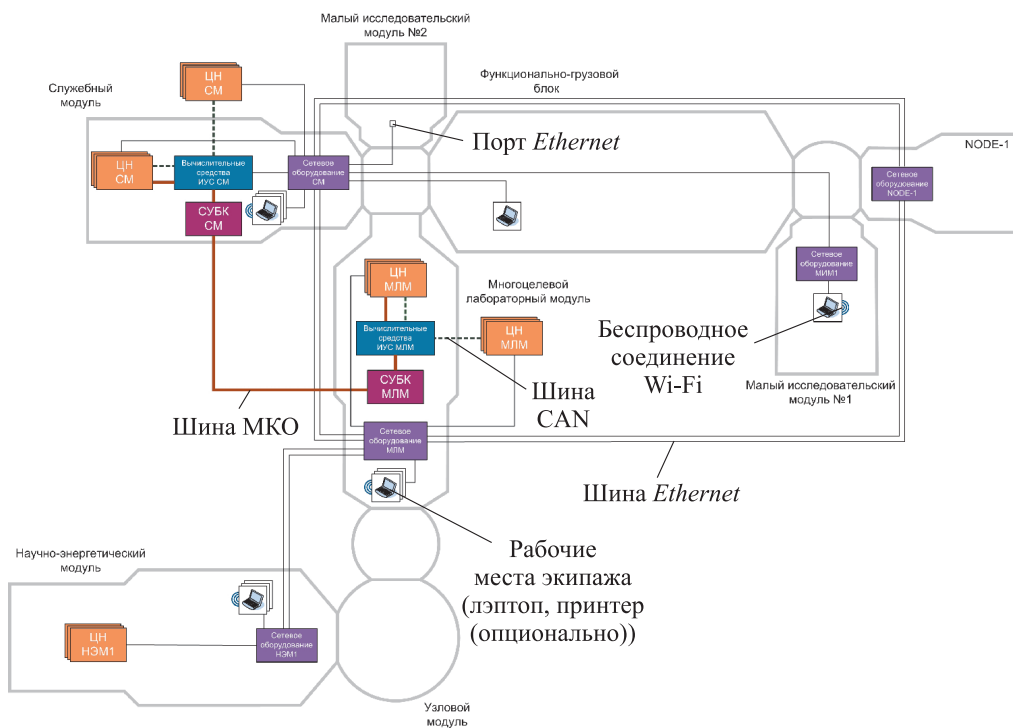 Малый исследовательский
модуль №2
Функционально-грузовой
блок
Служебный
модуль
ЦН
СМ
Порт Ethernet
NODE-1
ЦН
СМ
Вычислительные
средства
ИУС СМ
Сетевое
оборудование
СМ
Сетевое
оборудование
NODE-1
СУБК
СМ
Сетевое
оборудование
МИМ1
ЦН
МЛМ
Многоцелевой
лабораторный модуль
Вычислительные
средства
ИУС МЛМ
ЦН
МЛМ
Беспроводное
соединение
Wi-Fi
СУБК
МЛМ
Шина
CAN
Малый исследовательский
модуль №1
Шина МКО
Сетевое
оборудование
МЛМ
Шина Ethernet
Рабочие
места экипажа
(лэптоп, принтер
(опционально))
Научно-энергетический
модуль
ЦН
НЭМ1
Сетевое
оборудование
НЭМ1
Узловой
модуль